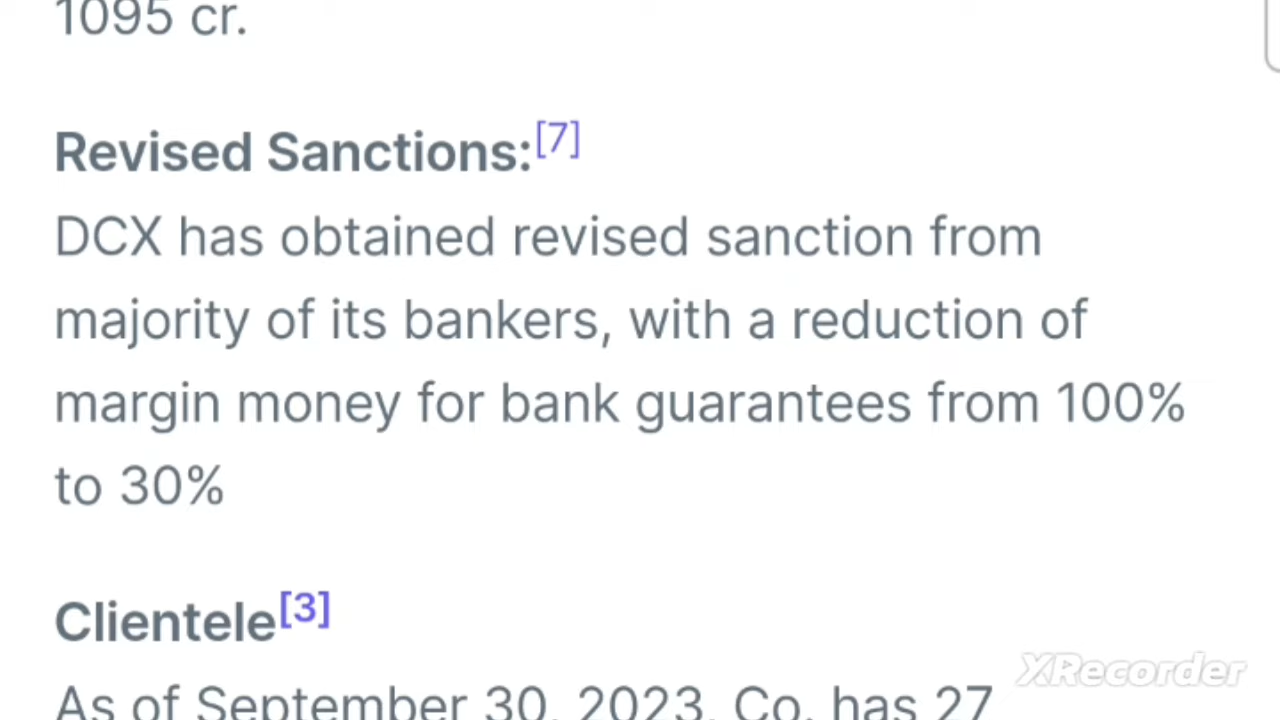 1095 cr.
Revised Sanctions:[7]
DCX has obtained revised sanction from
majority of its bankers, with a reduction of
margin money for bank guarantees from 100%
to 30%
Clientele[3]
As of September 30, 2023, Co. has 27
XRecorder